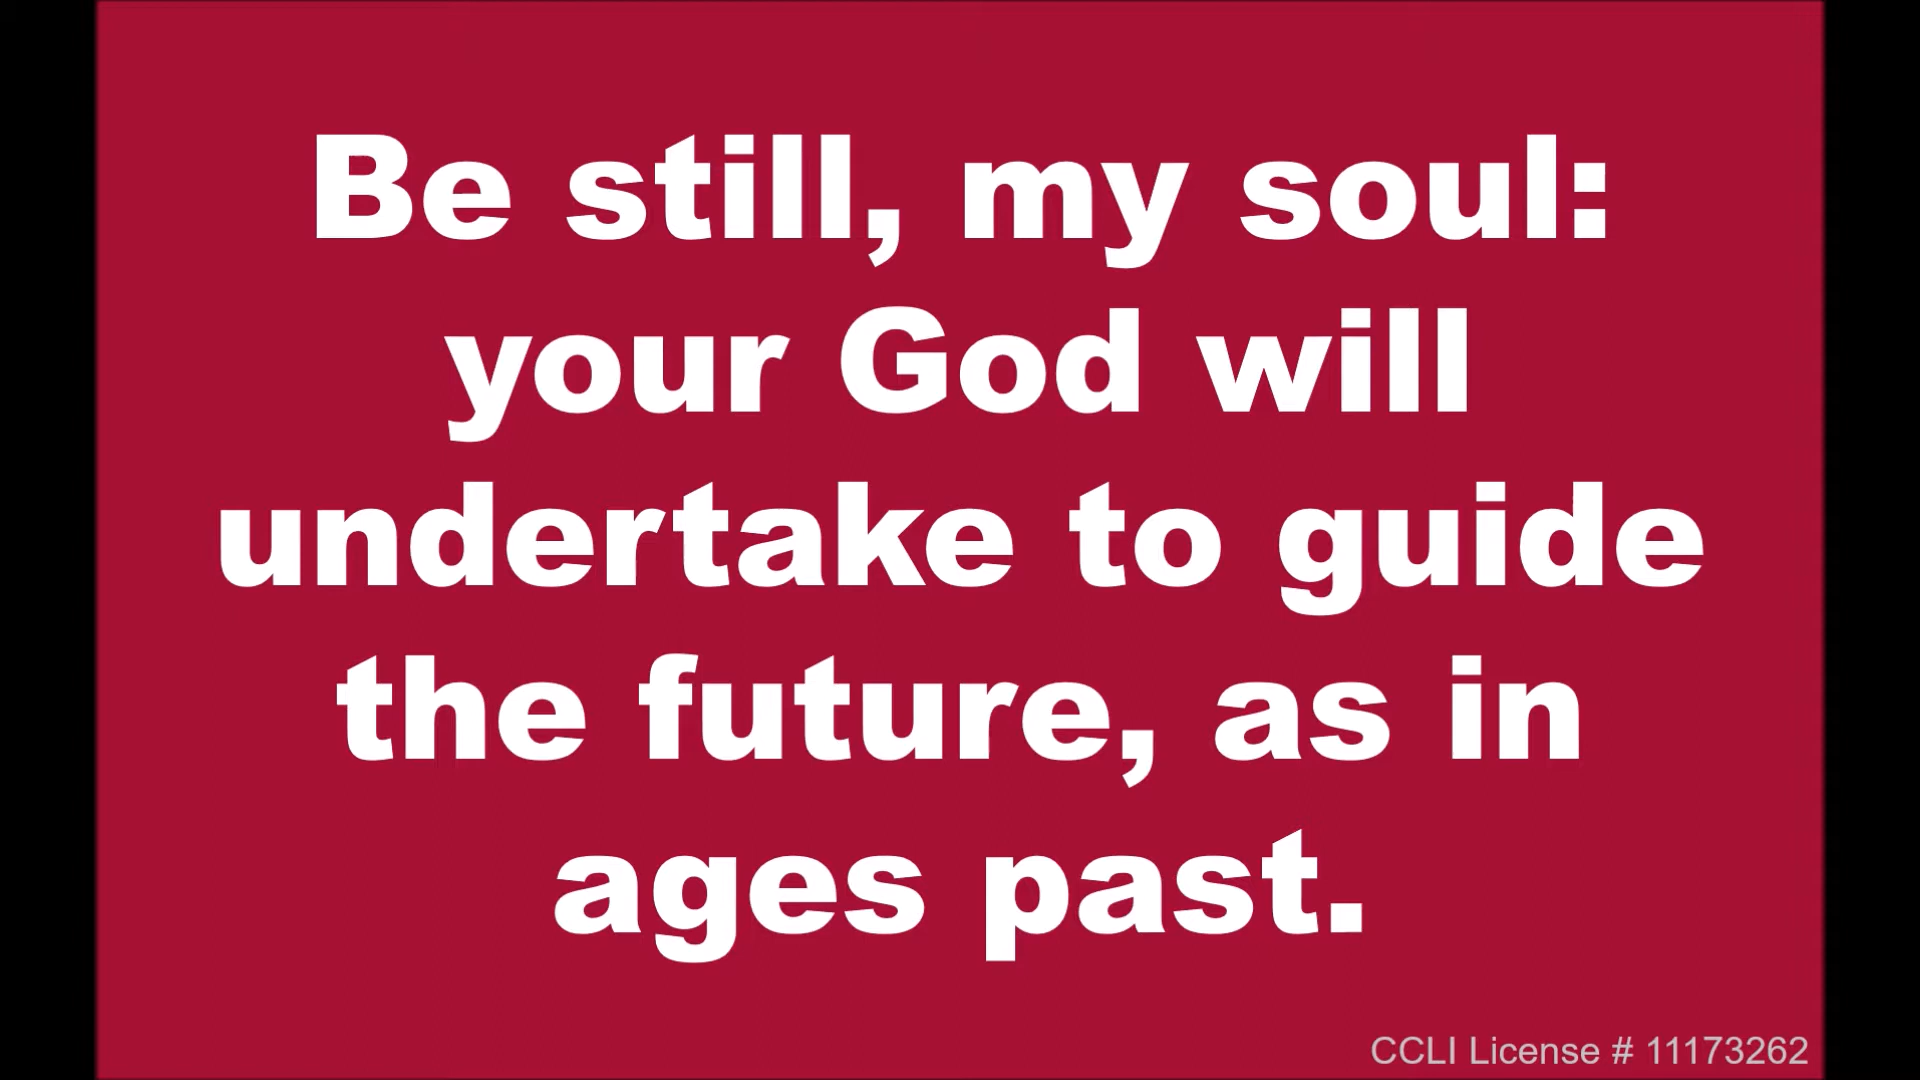 Be still, my soul:
your God will
undertake to guide
the future, as in
ages past.
CCLI License # 11173262